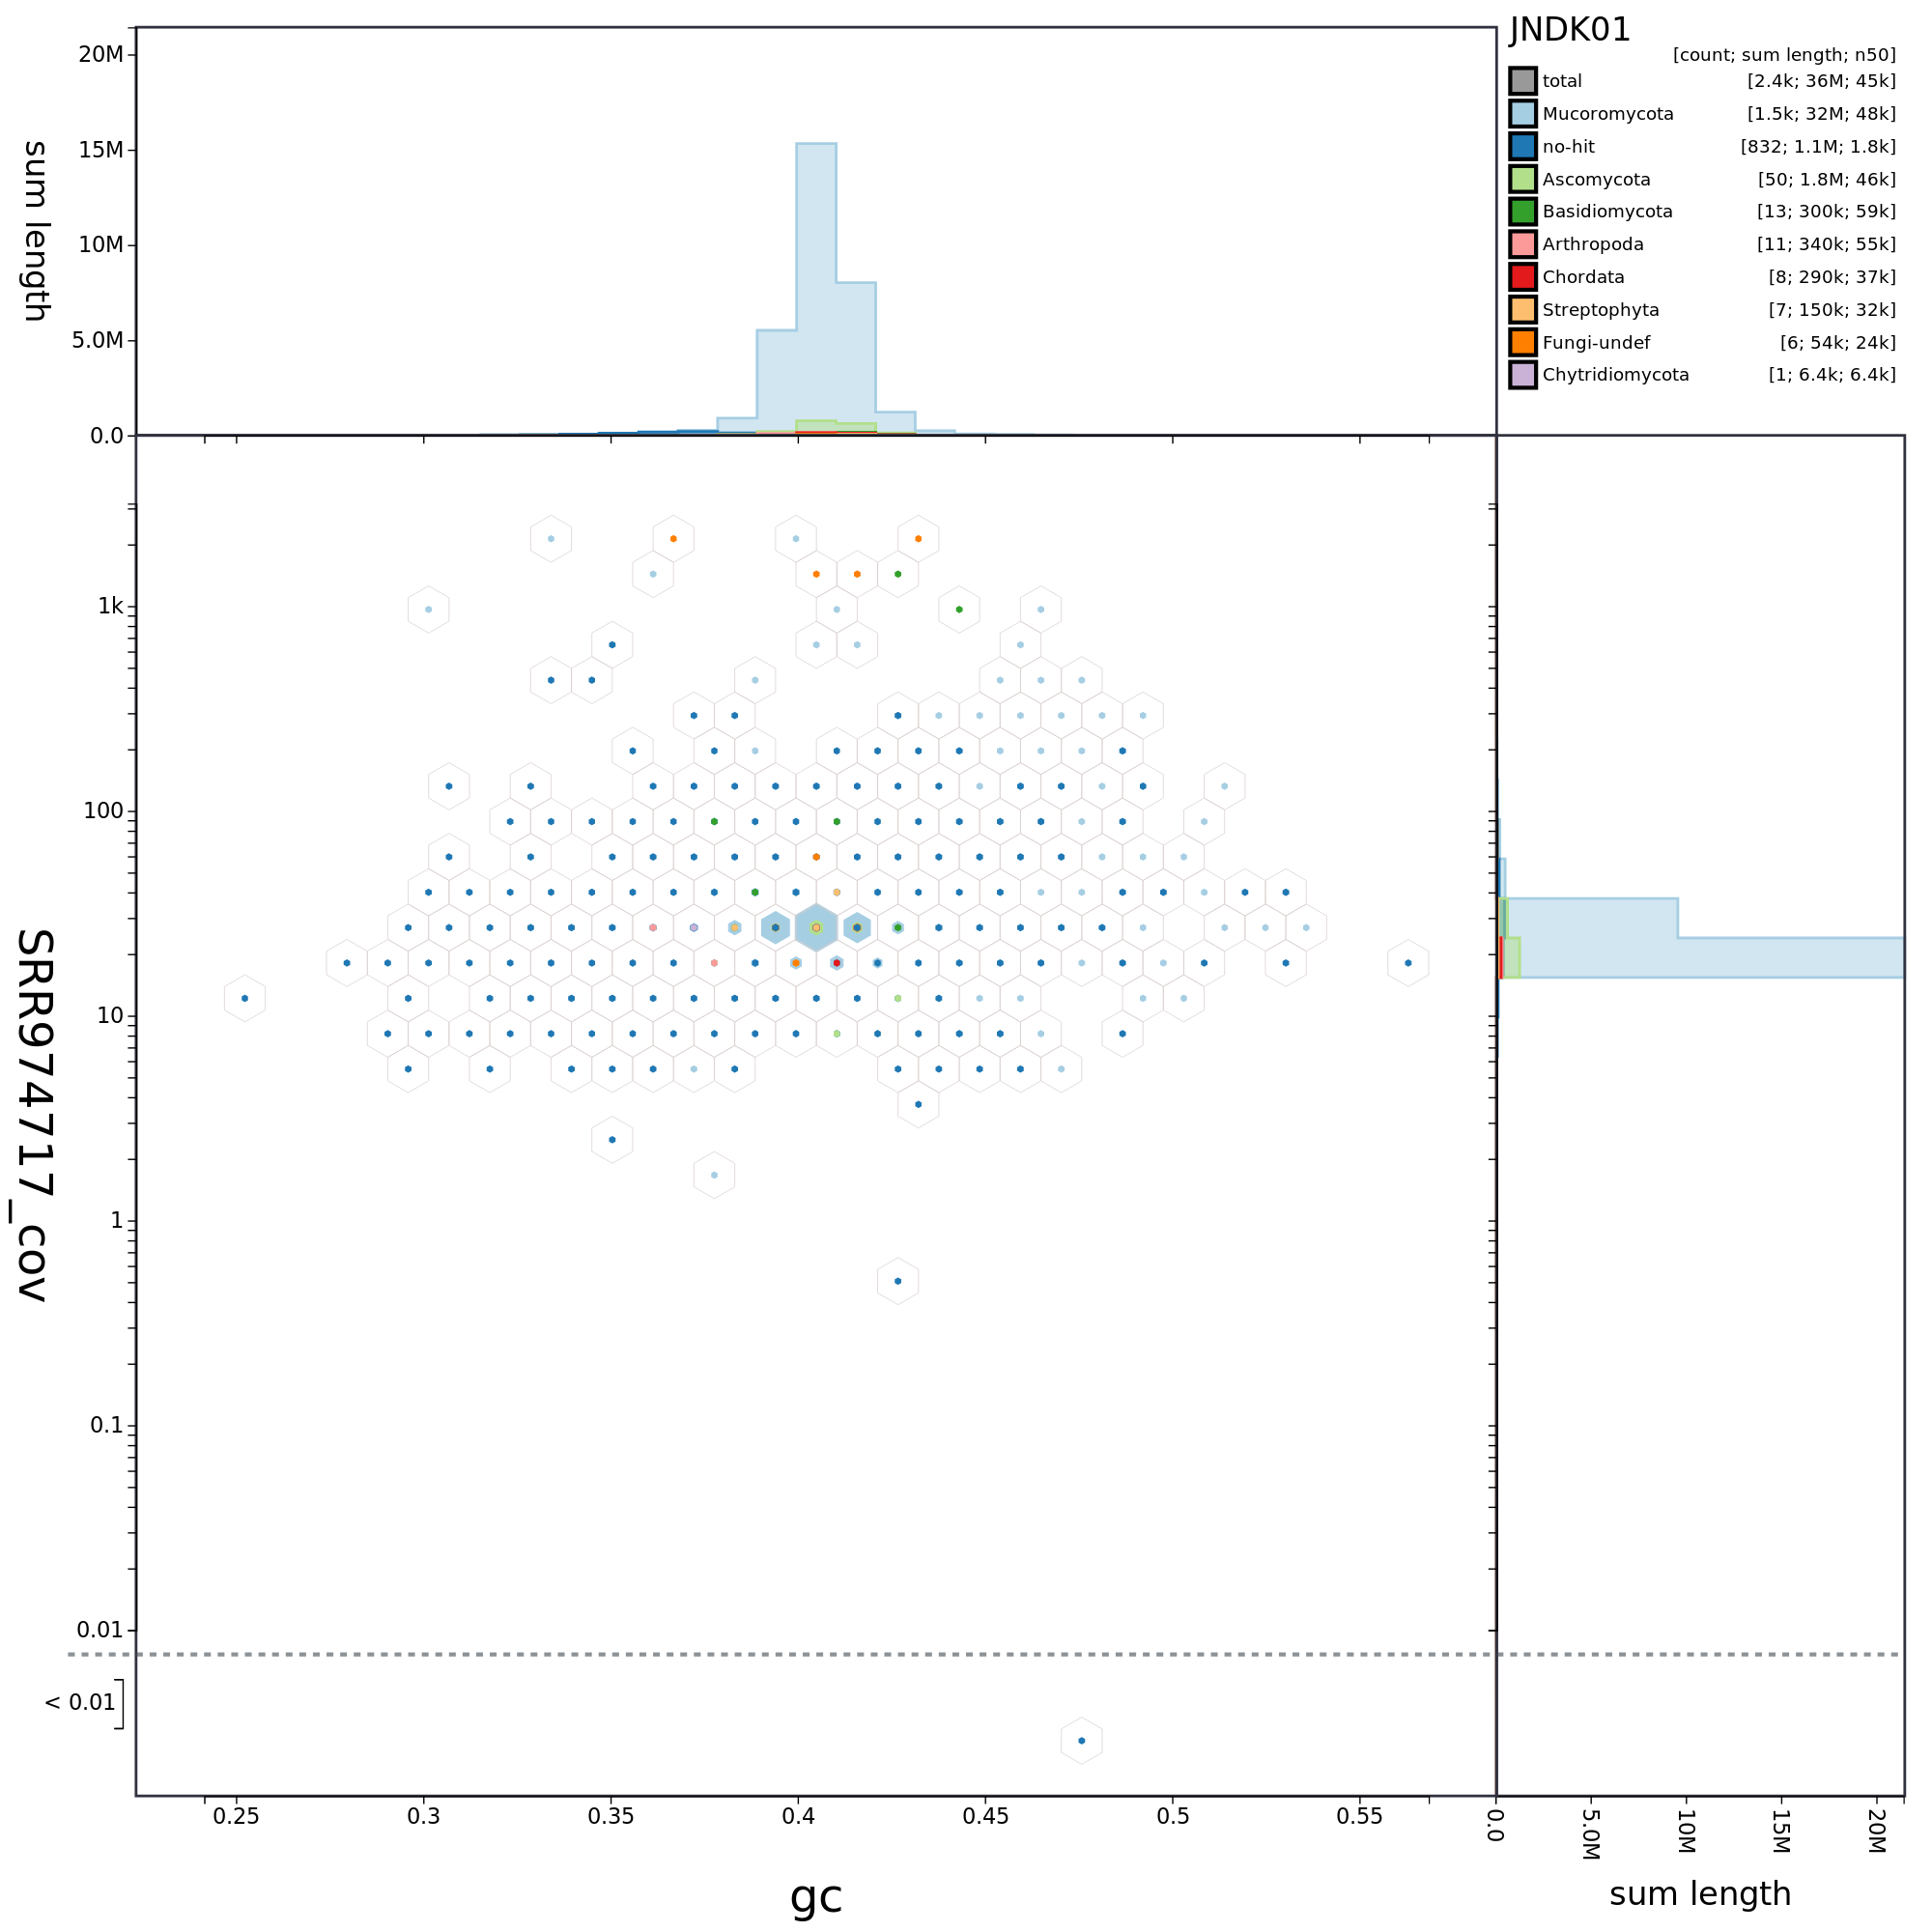 JNDK01
[count; sum length; n50]
total [2.4k; 36M; 45k]
Mucoromycota [1.5k; 32M; 48k]
no-hit [832; 1.1M; 1.8k]
Ascomycota [50; 1.8M; 46k]
Basidiomycota [13; 300k; 59k]
Arthropoda [11; 340k; 55k]
Chordata [8; 290k; 37k]
Streptophyta [7; 150k; 32k]
Fungi-undef [6; 54k; 24k]
Chytridiomycota [1; 6.4k; 6.4k]
sum length
20M
15M
10M
5.0M
0.0
SRR974717_cov
1k
100
10
1
0.1
0.01
< 0.01
0.25 0.3 0.35 0.4 0.45 0.5 0.55
gc
0.0 5.0M 10M 15M 20M
sum length